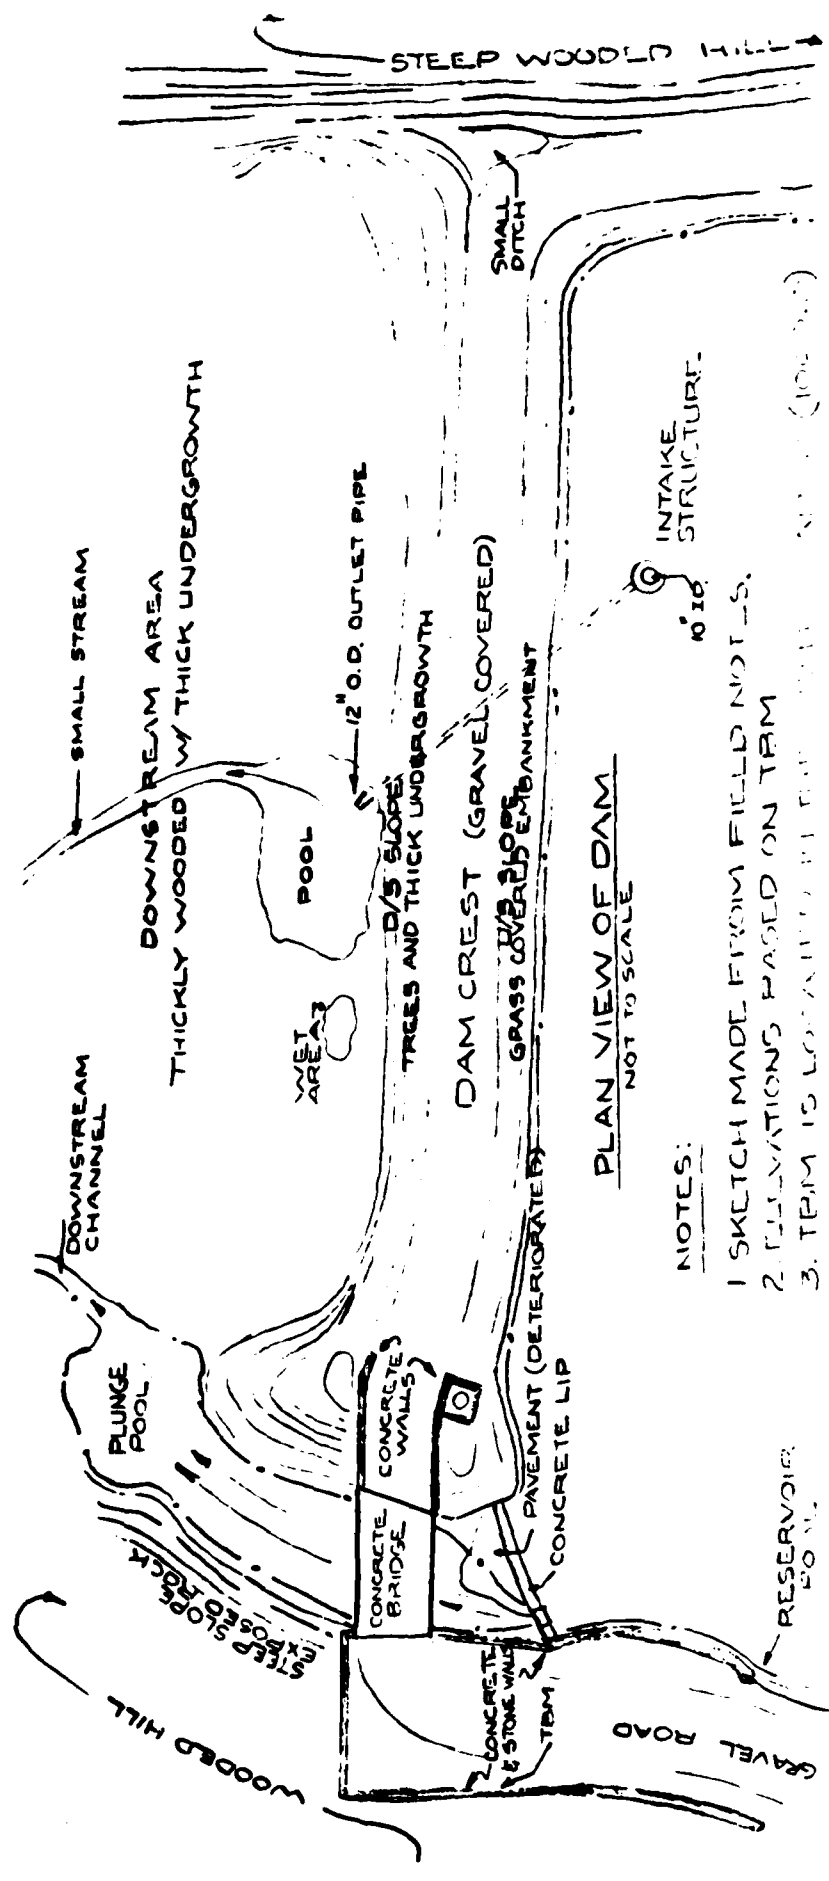 STEEP WOODED HILL
SMALL
DITCH
SMALL STREAM
DOWNSTREAM AREA
THICKLY WOODED W/ THICK UNDERGROWTH
12" O.D. OUTLET PIPE
POOL
WET
AREA
D/S SLOPE
TREES AND THICK UNDERGROWTH
DAM CREST (GRAVEL COVERED)
SLOPE
GRASS COVERED EMBANKMENT
INTAKE
STRUCTURE
10" I.D.
DOWNSTREAM
CHANNEL
PLUNGE
POOL
STEEP SLOPE
EXPOSED ROCK
WOODED HILL
CONCRETE
WALLS
CONCRETE
BRIDGE
PAVEMENT (DETERIORATED)
CONCRETE LIP
CONCRETE
& STONE WALLS
TBM
GRAVEL ROAD
RESERVOIR
PLAN VIEW OF DAM
NOT TO SCALE
NOTES:
1 SKETCH MADE FROM FIELD NOTES.
2. ELEVATIONS BASED ON TBM
3. TBM IS LOCATED